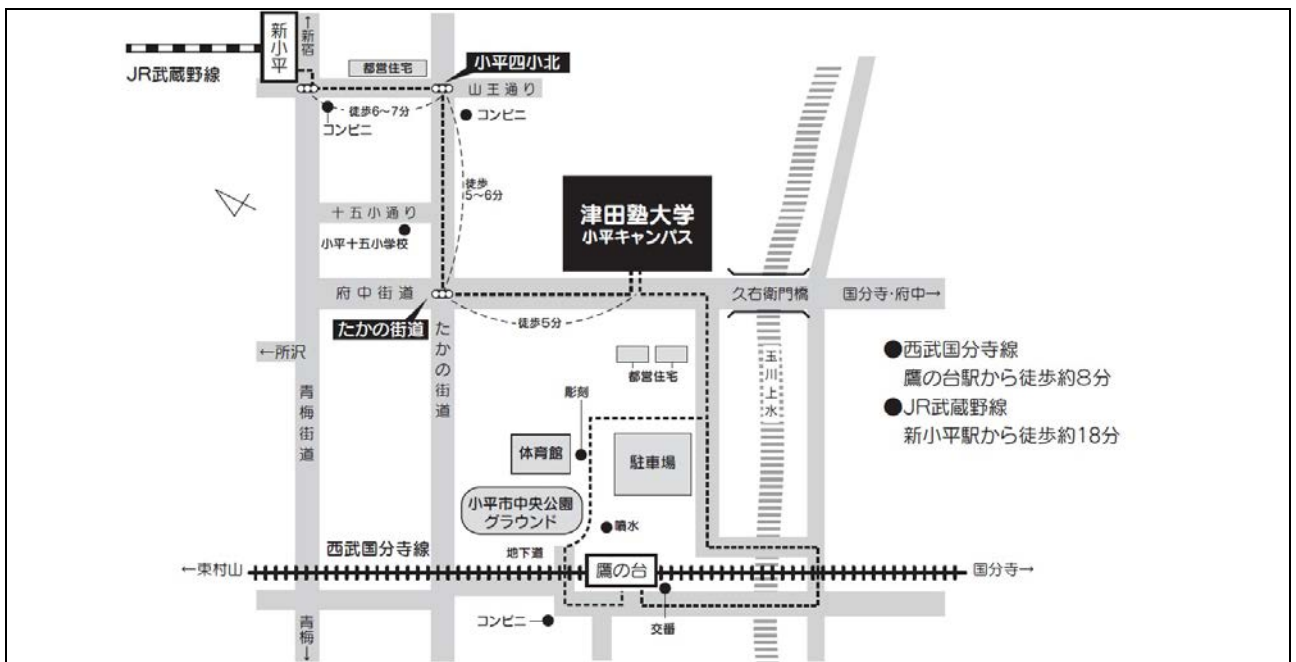 新小平
←新宿
JR武蔵野線
都営住宅
小平四小北
山王通り
徒歩6〜7分
コンビニ
コンビニ
徒歩
5〜6分
十五小通り
小平十五小学校
津田塾大学
小平キャンパス
府中街道
久右衛門橋
国分寺・府中→
たかの街道
徒歩5分
←所沢
たかの街道
青梅街道
都営住宅
玉川上水
●西武国分寺線
鷹の台駅から徒歩約8分
●JR武蔵野線
新小平駅から徒歩約18分
彫刻
体育館
駐車場
小平市中央公園
グラウンド
噴水
西武国分寺線
地下道
←東村山
鷹の台
国分寺→
コンビニ
交番
青梅→